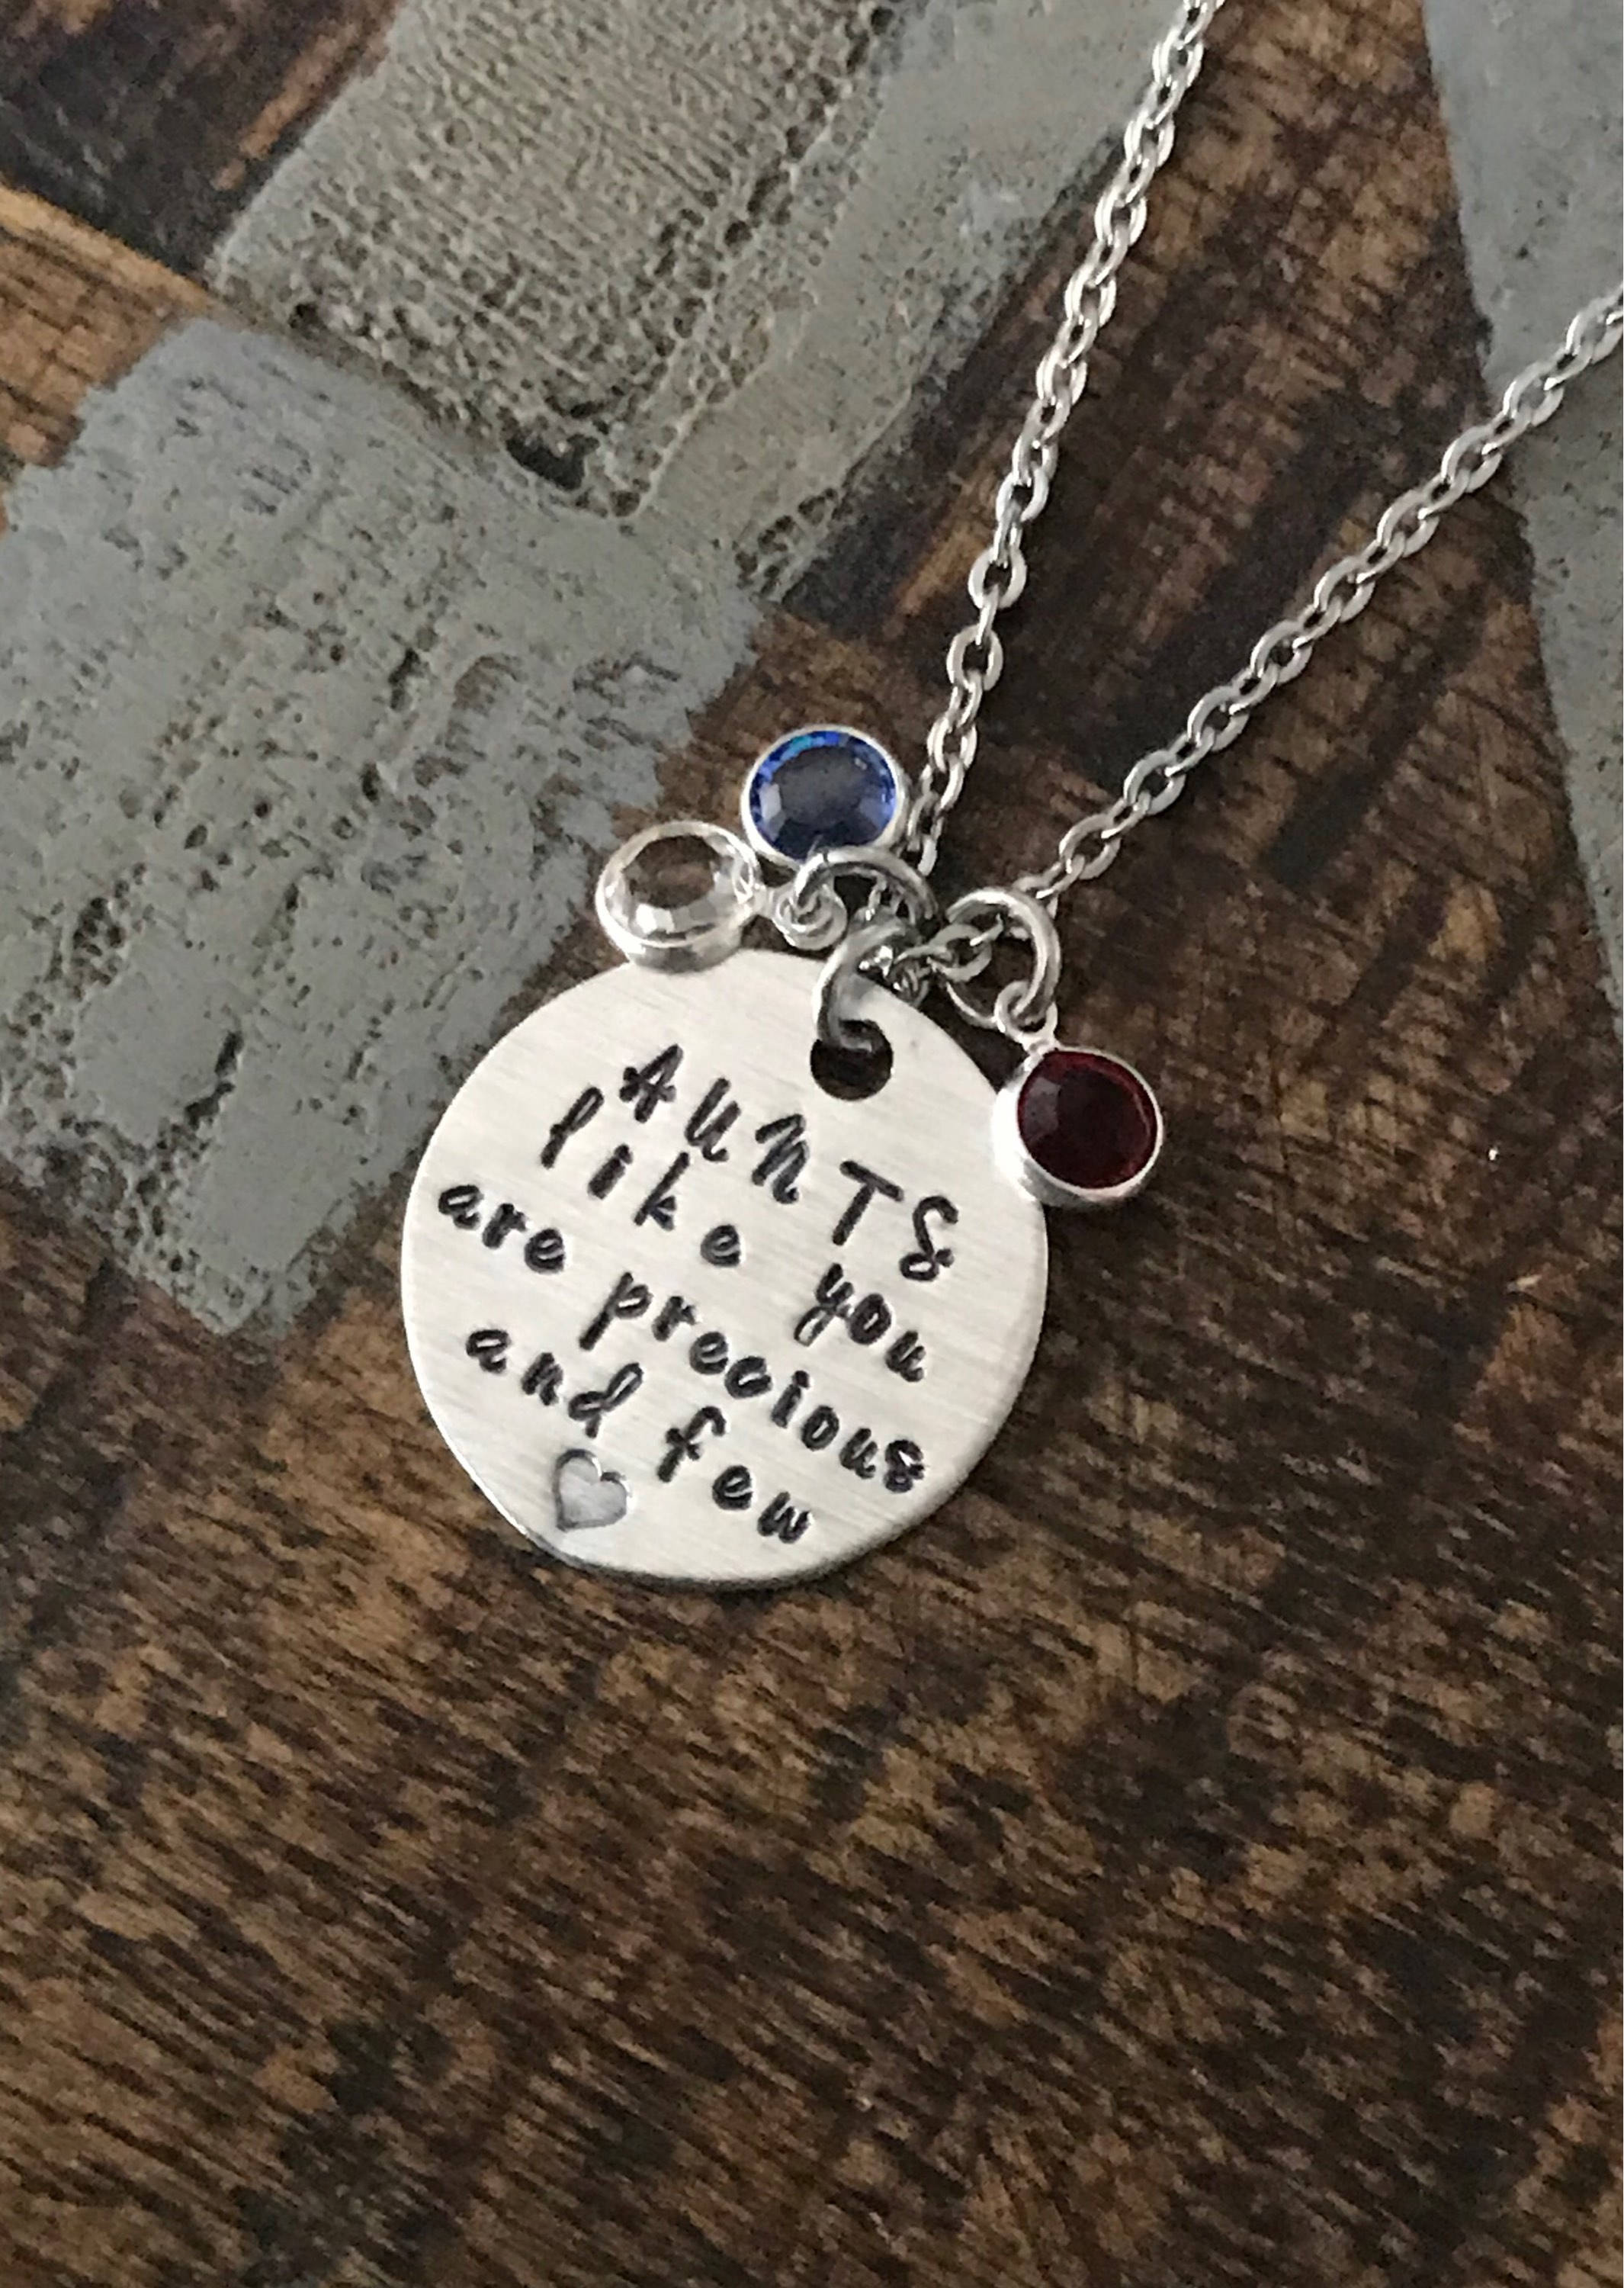 AUNTS
like you
are precious
and few